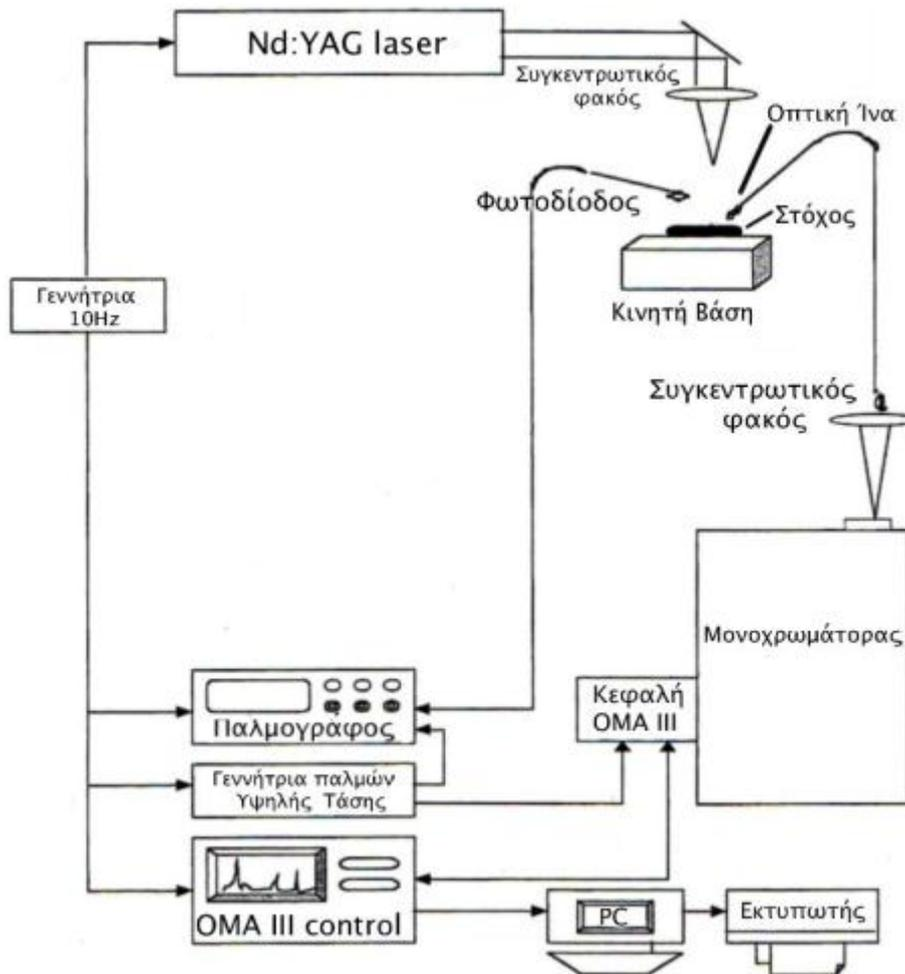 Nd:YAG laser
Συγκεντρωτικός
φακός
Οπτική Ίνα
Φωτοδίοδος
Στόχος
Γεννήτρια
10Hz
Κινητή Βάση
Συγκεντρωτικός
φακός
Μονοχρωμάτορας
Κεφαλή
OMA III
Παλμογράφος
Γεννήτρια παλμών
Υψηλής Τάσης
OMA III control
PC
Εκτυπωτής